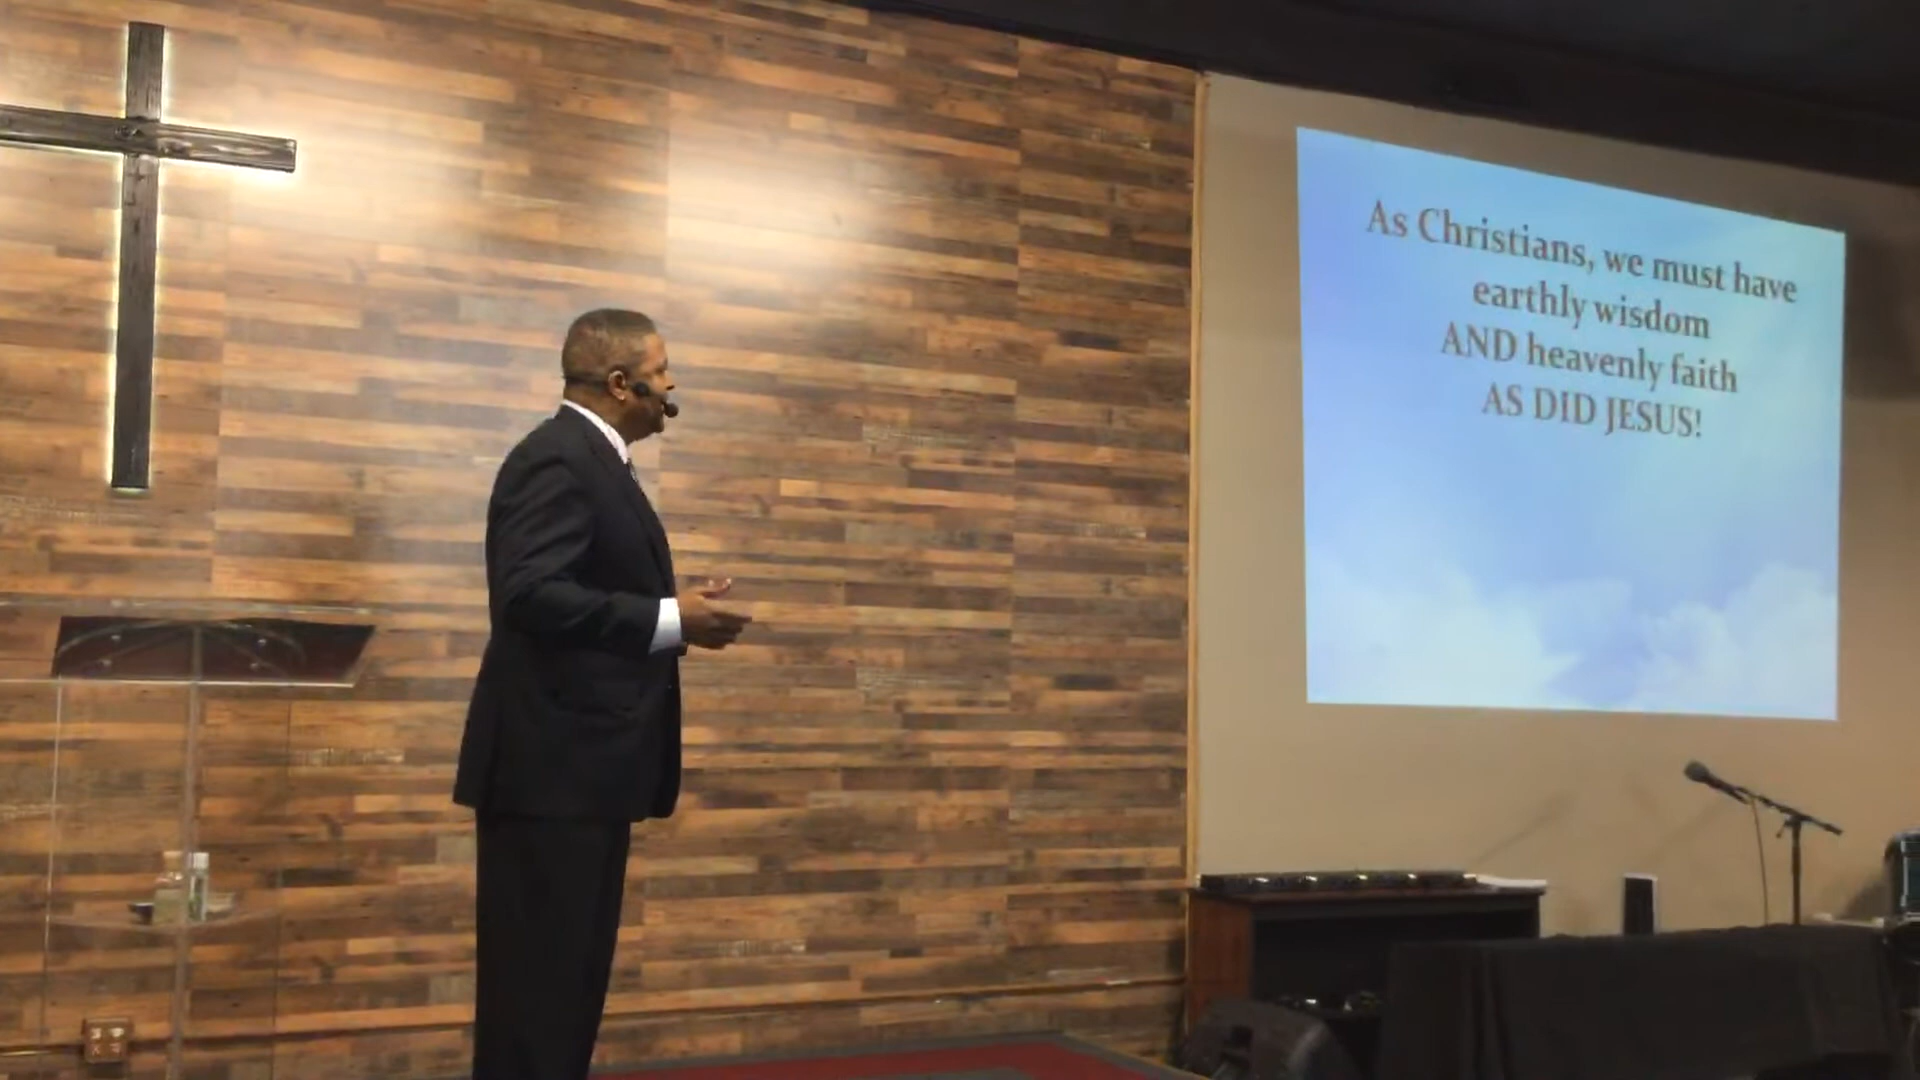 As Christians, we must have
earthly wisdom
AND heavenly faith
AS DID JESUS!